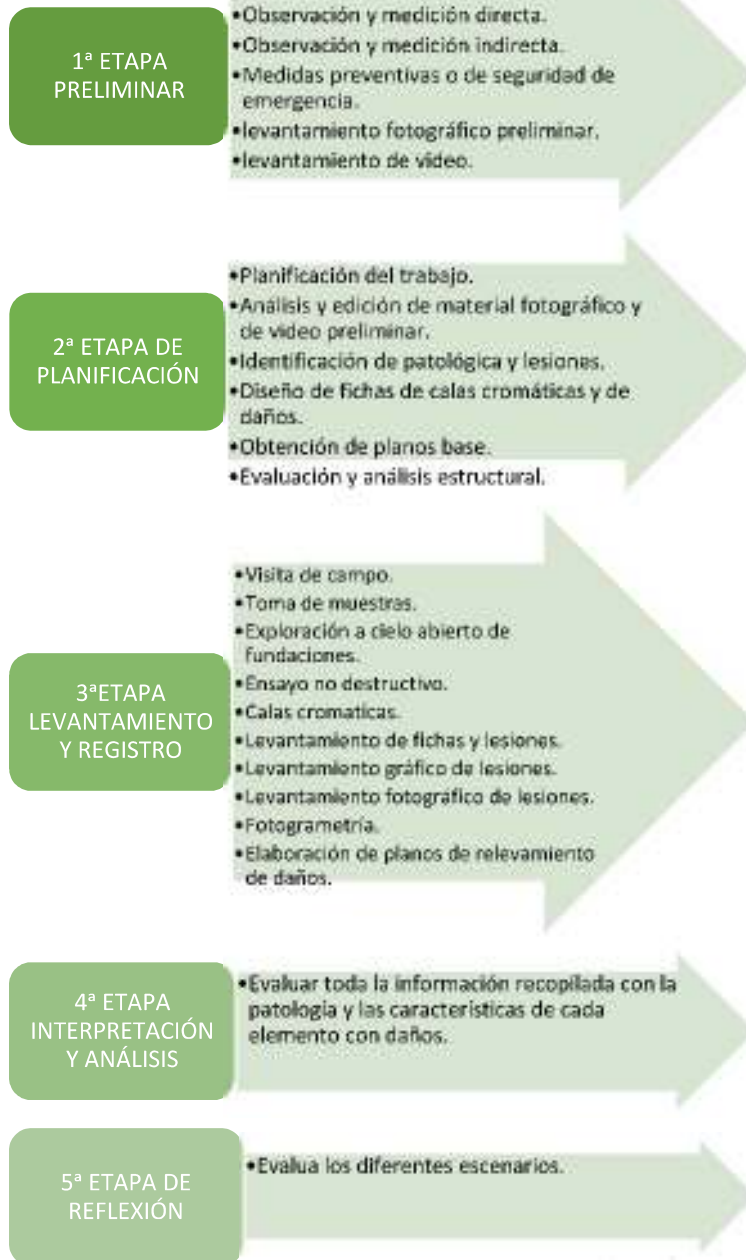 1ª ETAPA
PRELIMINAR
•Observación y medición directa.
•Observación y medición indirecta.
•Medidas preventivas o de seguridad de
emergencia.
•levantamiento fotográfico preliminar.
•levantamiento de video.
2ª ETAPA DE
PLANIFICACIÓN
•Planificación del trabajo.
•Análisis y edición de material fotográfico y
de video preliminar.
•Identificación de patológica y lesiones.
•Diseño de fichas de calas cromáticas y de
daños.
•Obtención de planos base.
•Evaluación y análisis estructural.
3ªETAPA
LEVANTAMIENTO
Y REGISTRO
•Visita de campo.
•Toma de muestras.
•Exploración a cielo abierto de
fundaciones.
•Ensayo no destructivo.
•Calas cromaticas.
•Levantamiento de fichas y lesiones.
•Levantamiento gráfico de lesiones.
•Levantamiento fotográfico de lesiones.
•Fotogrametría.
•Elaboración de planos de relevamiento
de daños.
4ª ETAPA
INTERPRETACIÓN
Y ANÁLISIS
•Evaluar toda la información recopilada con la
patología y las características de cada
elemento con daños.
5ª ETAPA DE
REFLEXIÓN
•Evalua los diferentes escenarios.